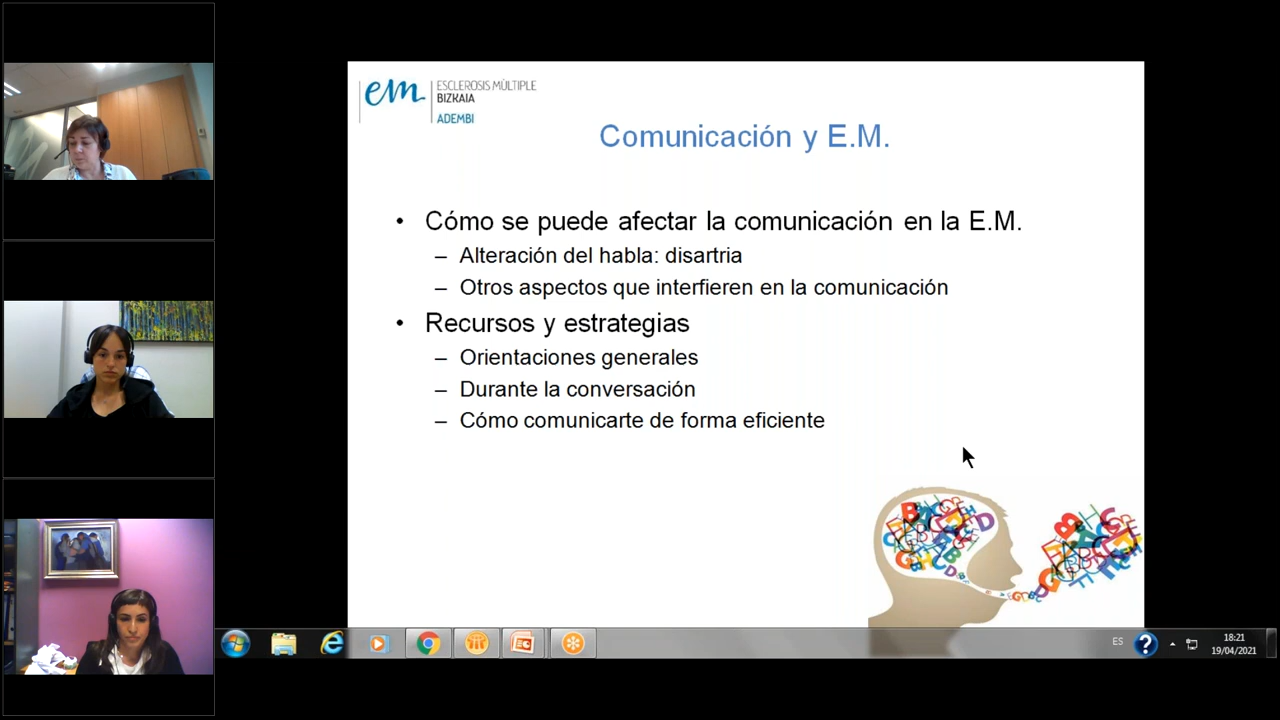 em
ESCLEROSIS MÚLTIPLE
BIZKAIA
ADEMBI
Comunicación y E.M.
• Cómo se puede afectar la comunicación en la E.M.
– Alteración del habla: disartria
– Otros aspectos que interfieren en la comunicación
• Recursos y estrategias
– Orientaciones generales
– Durante la conversación
– Cómo comunicarte de forma eficiente
ES
18:21
19/04/2021